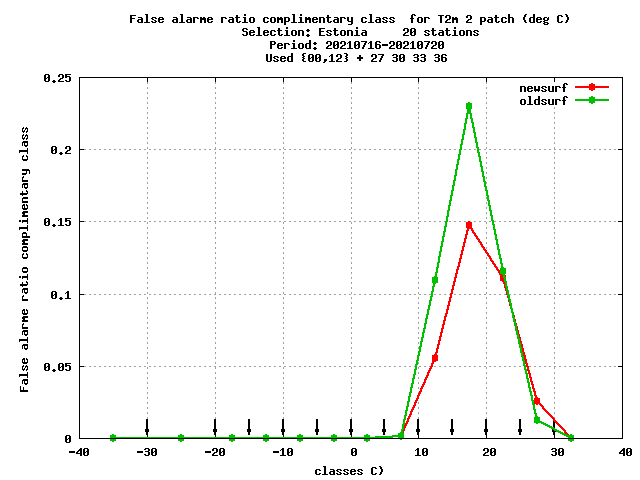 False alarme ratio complimentary class  for T2m 2 patch (deg C)
Selection: Estonia     20 stations
Period: 20210716-20210720
Used {00,12} + 27 30 33 36
newsurf
oldsurf
0.25
0.2
0.15
0.1
0.05
0
False alarme ratio complimentary class
-40 -30 -20 -10 0 10 20 30 40
classes C)